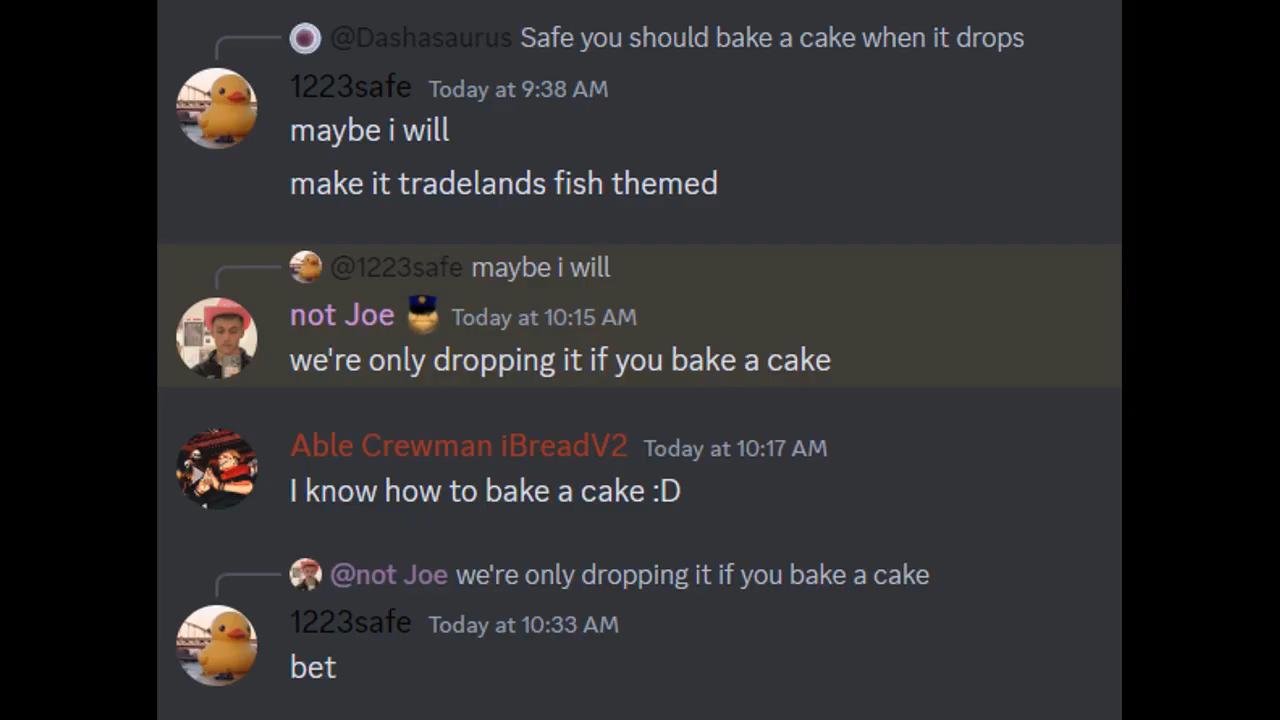 @Dashasaurus Safe you should bake a cake when it drops
1223safe Today at 9:38 AM
maybe i will
make it tradelands fish themed
@1223safe maybe i will
not Joe Today at 10:15 AM
we're only dropping it if you bake a cake
Able Crewman iBreadV2 Today at 10:17 AM
I know how to bake a cake :D
@not Joe we're only dropping it if you bake a cake
1223safe Today at 10:33 AM
bet